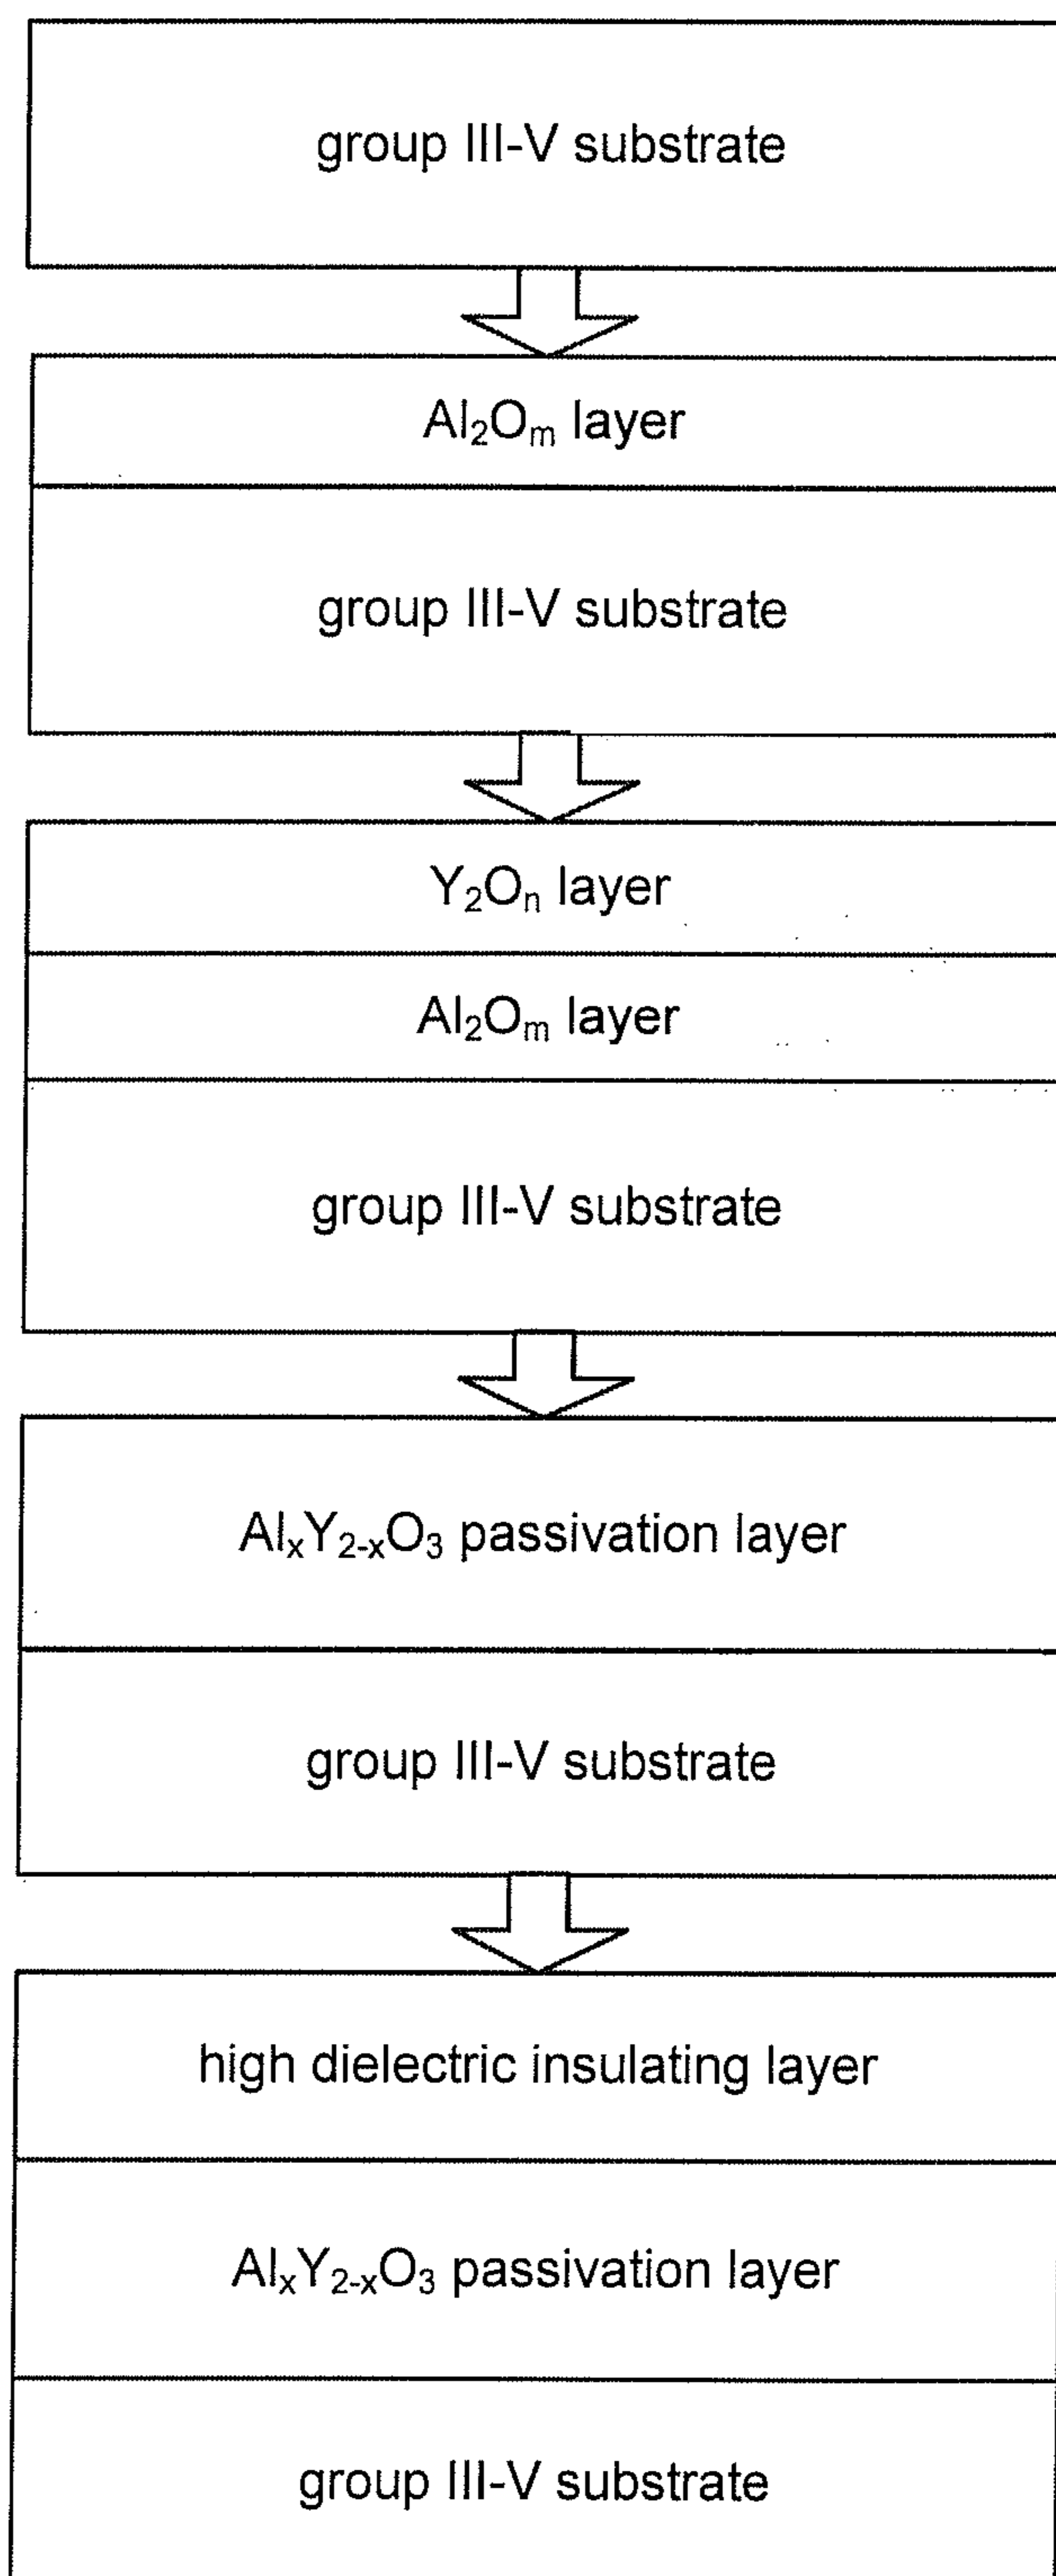 group III-V substrate
Al₂Oₘ layer
group III-V substrate
Y₂Oₙ layer
Al₂Oₘ layer
group III-V substrate
AlₓY₂₋ₓO₃ passivation layer
group III-V substrate
high dielectric insulating layer
AlₓY₂₋ₓO₃ passivation layer
group III-V substrate